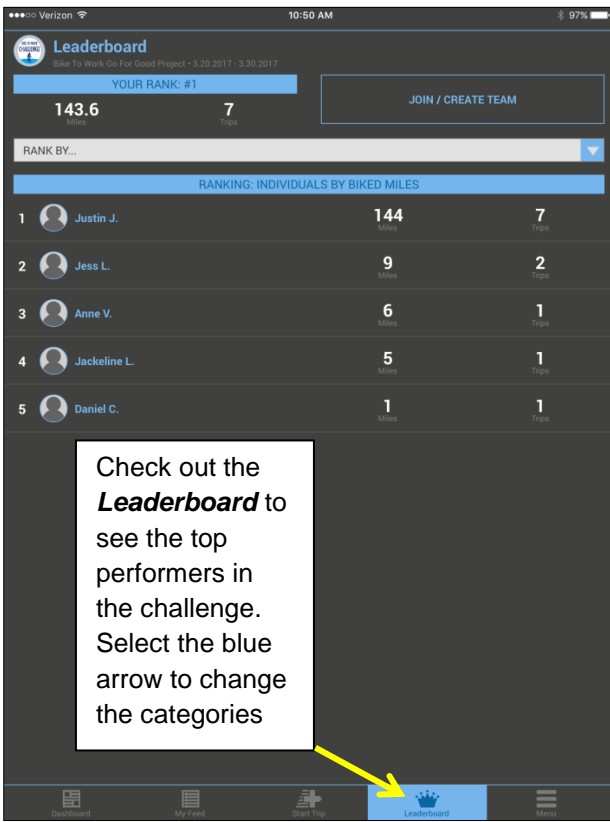 Verizon 10:50 AM 97%
Leaderboard
Bike To Work Go For Good Project • 3.20.2017 - 3.30.2017
YOUR RANK: #1
143.6 7
Miles Trips
JOIN / CREATE TEAM
RANK BY...
RANKING: INDIVIDUALS BY BIKED MILES
1 Justin J. 144 7
Miles Trips
2 Jess L. 9 2
Miles Trips
3 Anne V. 6 1
Miles Trips
4 Jackeline L. 5 1
Miles Trips
5 Daniel C. 1 1
Miles Trips
Check out the
Leaderboard to
see the top
performers in
the challenge.
Select the blue
arrow to change
the categories
Dashboard My Feed Start Trip Leaderboard Menu